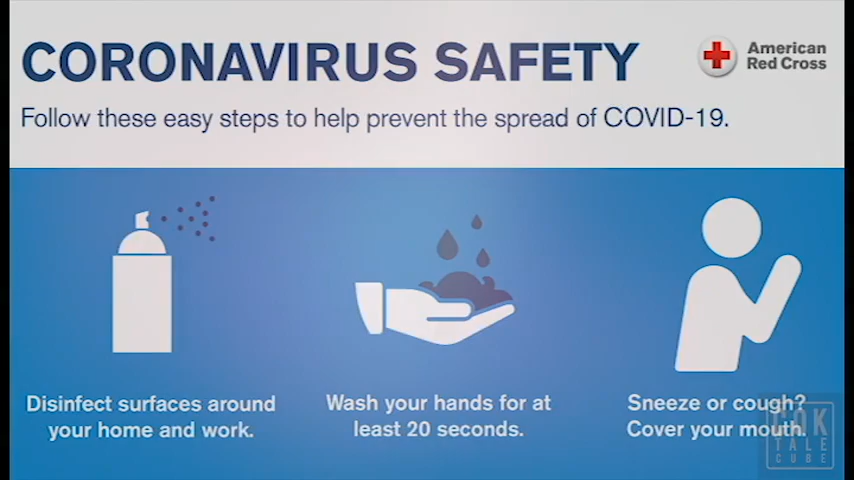 CORONAVIRUS SAFETY
American
Red Cross
Follow these easy steps to help prevent the spread of COVID-19.
Disinfect surfaces around
your home and work.
Wash your hands for at
least 20 seconds.
Sneeze or cough?
Cover your mouth.
TALE
CUBE